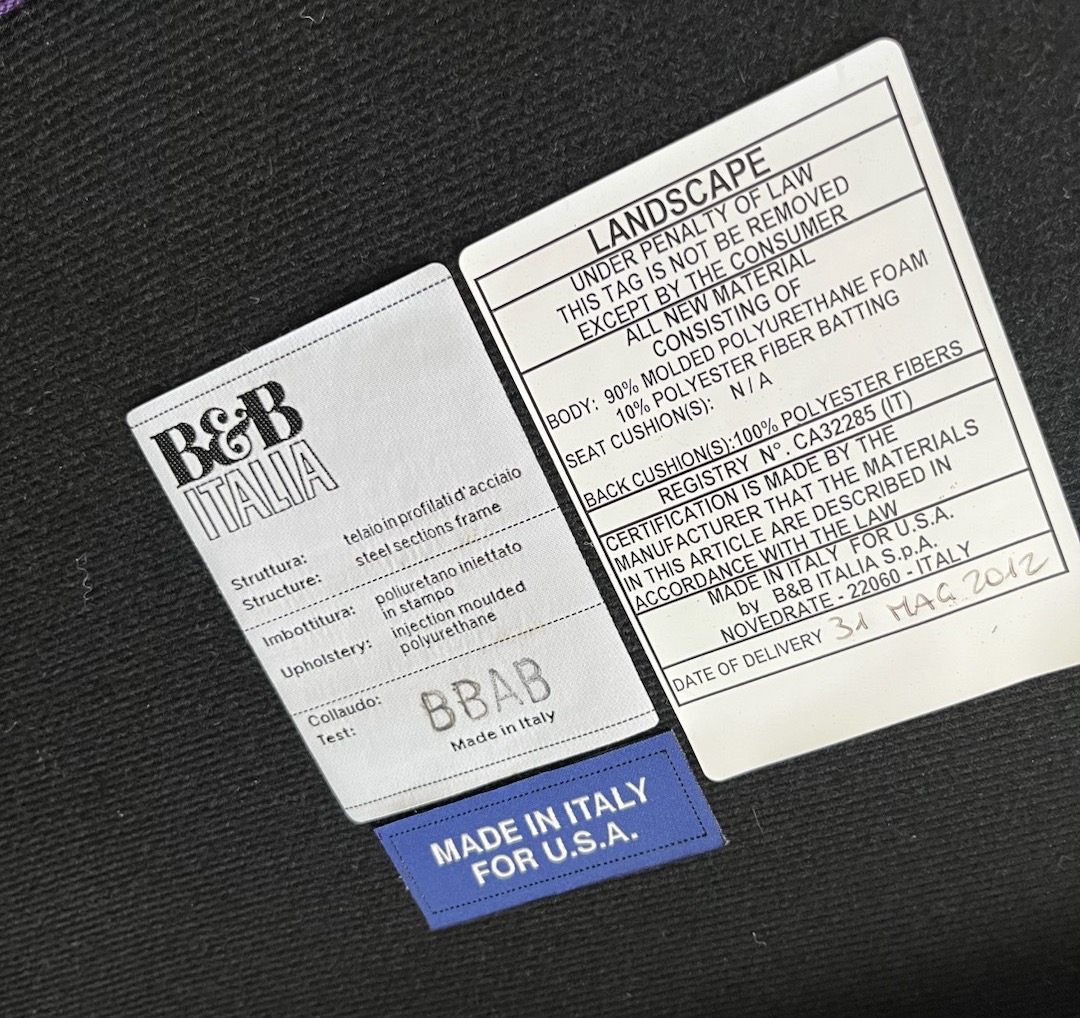 B&B
ITALIA
Struttura: telaio in profilati d'acciaio
Structure: steel sections frame
Imbottitura: poliuretano iniettato
in stampo
Upholstery: injection moulded
polyurethane
Collaudo:
Test: BBAB
Made in Italy
MADE IN ITALY
FOR U.S.A.
LANDSCAPE
UNDER PENALTY OF LAW
THIS TAG IS NOT BE REMOVED
EXCEPT BY THE CONSUMER
ALL NEW MATERIAL
CONSISTING OF
BODY: 90% MOLDED POLYURETHANE FOAM
10% POLYESTER FIBER BATTING
SEAT CUSHION(S): N/A
BACK CUSHION(S):100% POLYESTER FIBERS
REGISTRY N°. CA32285 (IT)
CERTIFICATION IS MADE BY THE
MANUFACTURER THAT THE MATERIALS
IN THIS ARTICLE ARE DESCRIBED IN
ACCORDANCE WITH THE LAW
MADE IN ITALY FOR U.S.A.
by B&B ITALIA S.p.A.
NOVEDRATE - 22060 - ITALY
DATE OF DELIVERY 31 MAG 2012